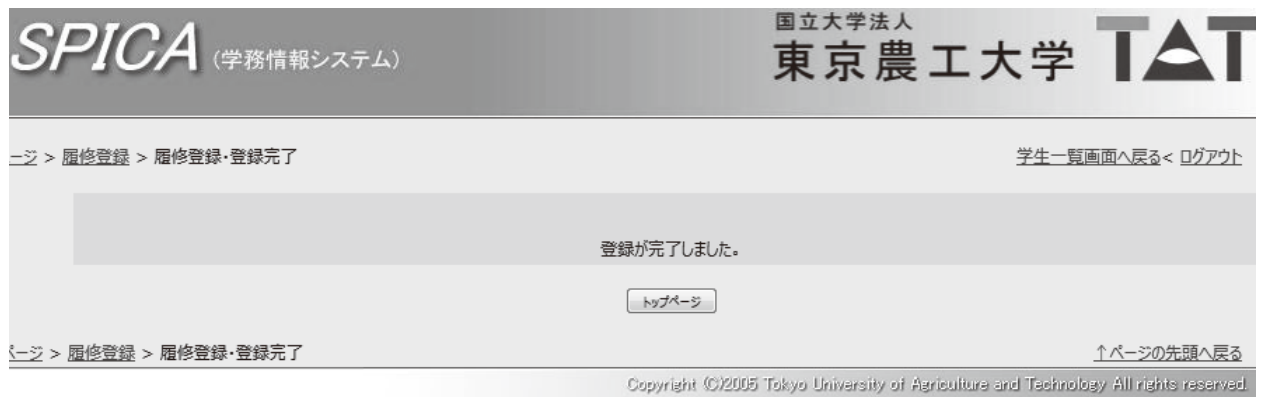 SPICA (学務情報システム)
国立大学法人
東京農工大学 TAT
ージ > 履修登録 > 履修登録・登録完了
学生一覧画面へ戻る< ログアウト
登録が完了しました。
トップページ
ページ > 履修登録 > 履修登録・登録完了
↑ページの先頭へ戻る
Copyright (C)2005 Tokyo University of Agriculture and Technology All rights reserved.